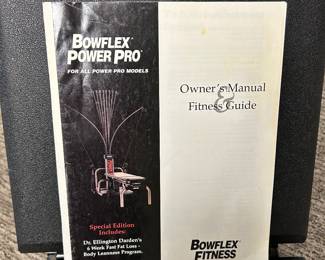 BOWFLEX®
POWER PRO®
FOR ALL POWER PRO MODELS
Special Edition
Includes:
Dr. Ellington Darden's
6 Week Fast Fat Loss -
Body Leanness Program.
Owner's Manual
&
Fitness Guide
BOWFLEX
FITNESS